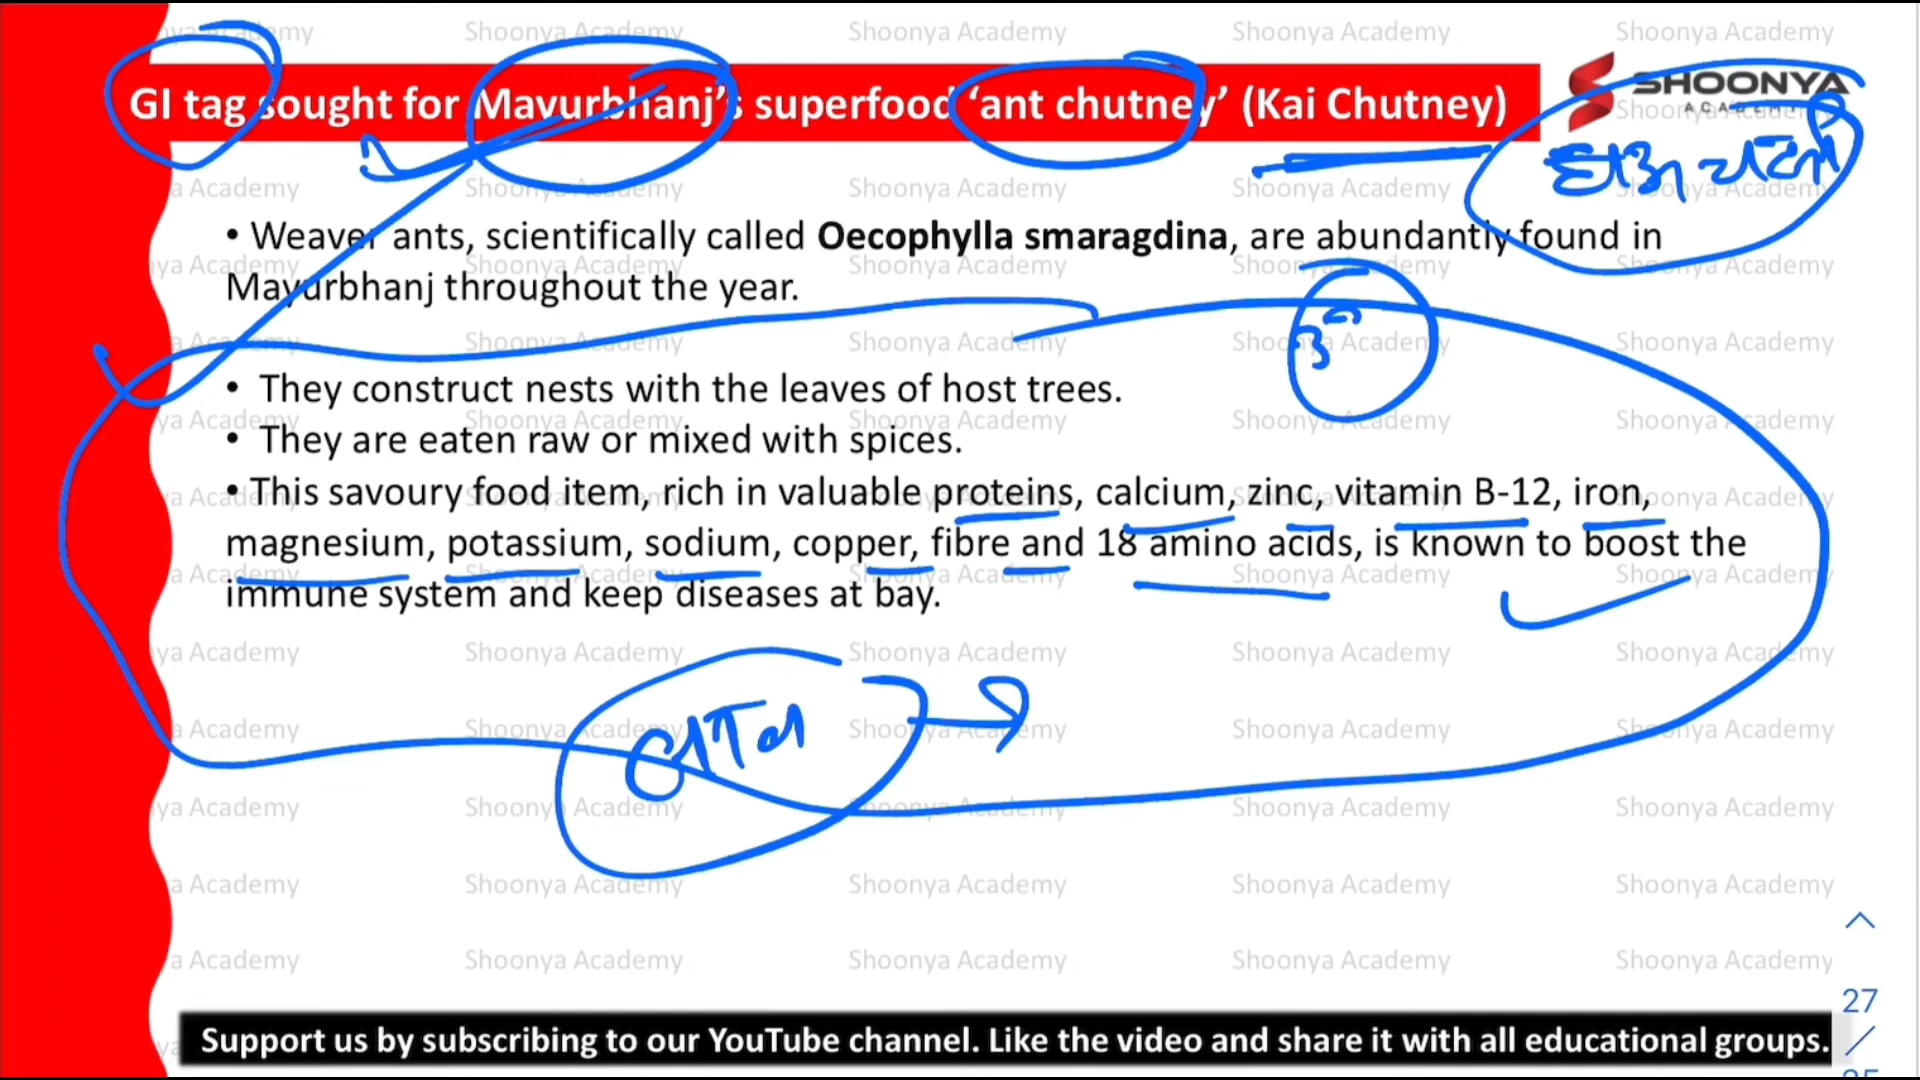 GI tag sought for Mayurbhanj's superfood ‘ant chutney’ (Kai Chutney)
SHOONYA
ACADEMY
• Weaver ants, scientifically called Oecophylla smaragdina, are abundantly found in
Mayurbhanj throughout the year.
• They construct nests with the leaves of host trees.
• They are eaten raw or mixed with spices.
• This savoury food item, rich in valuable proteins, calcium, zinc, vitamin B-12, iron,
magnesium, potassium, sodium, copper, fibre and 18 amino acids, is known to boost the
immune system and keep diseases at bay.
Shoonya Academy
27
/
Support us by subscribing to our YouTube channel. Like the video and share it with all educational groups.